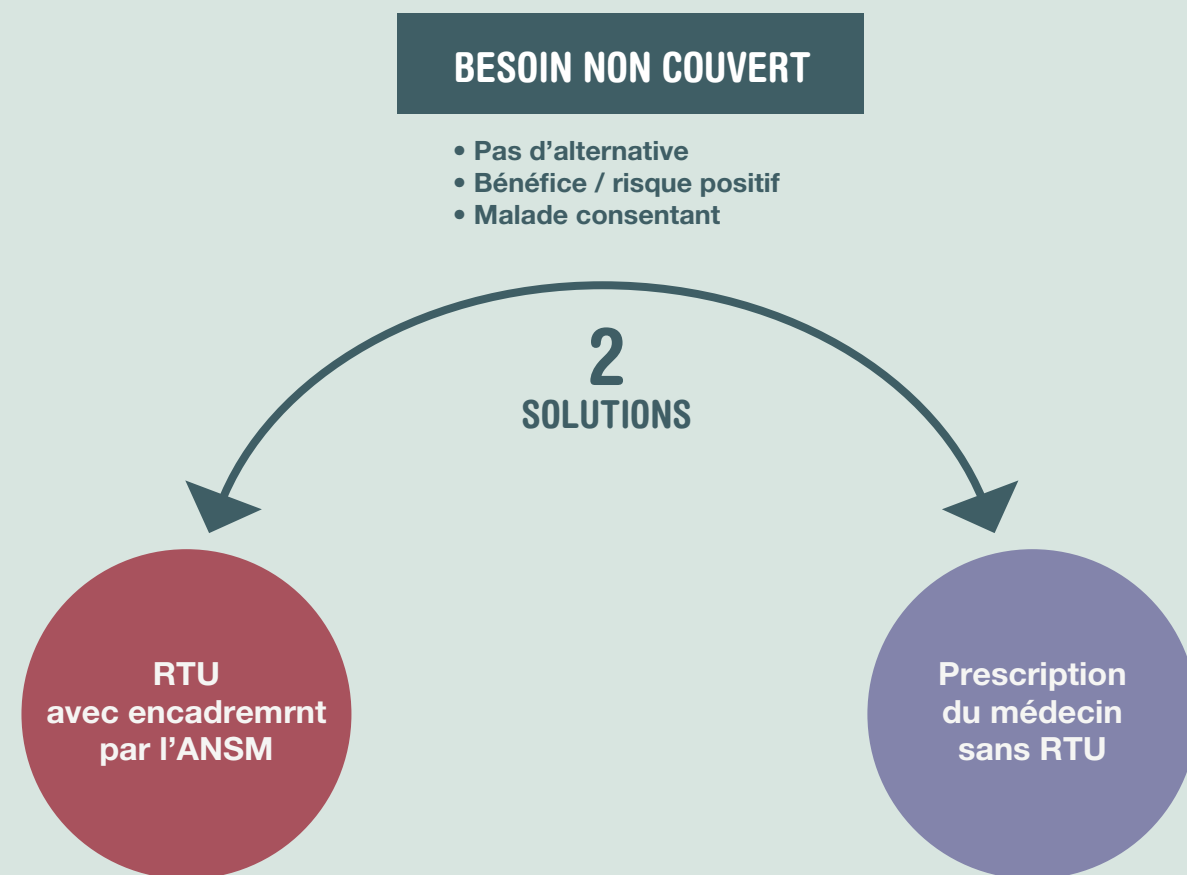 BESOIN NON COUVERT
• Pas d'alternative
• Bénéfice / risque positif
• Malade consentant
2
SOLUTIONS
RTU
avec encadremrnt
par l'ANSM
Prescription
du médecin
sans RTU